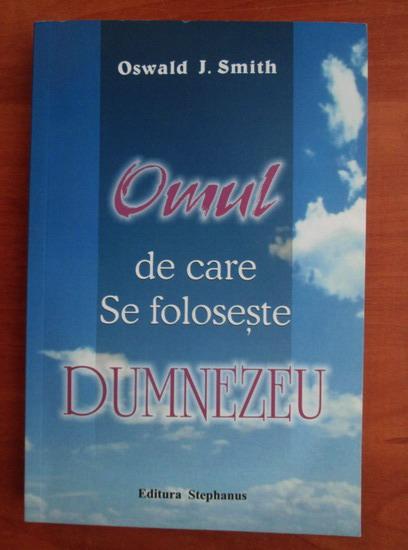 Oswald J. Smith
Omul
de care
Se folosește
DUMNEZEU
Editura Stephanus